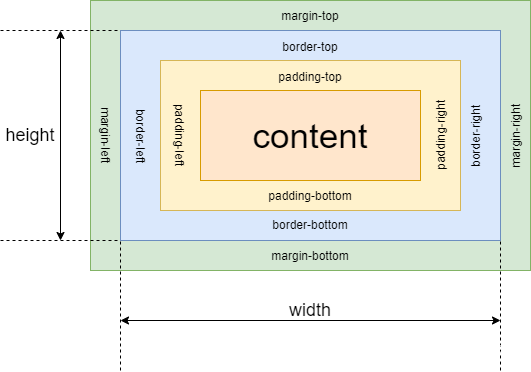 margin-top
border-top
padding-top
height
margin-left
border-left
padding-left
content
padding-right
border-right
margin-right
padding-bottom
border-bottom
margin-bottom
width